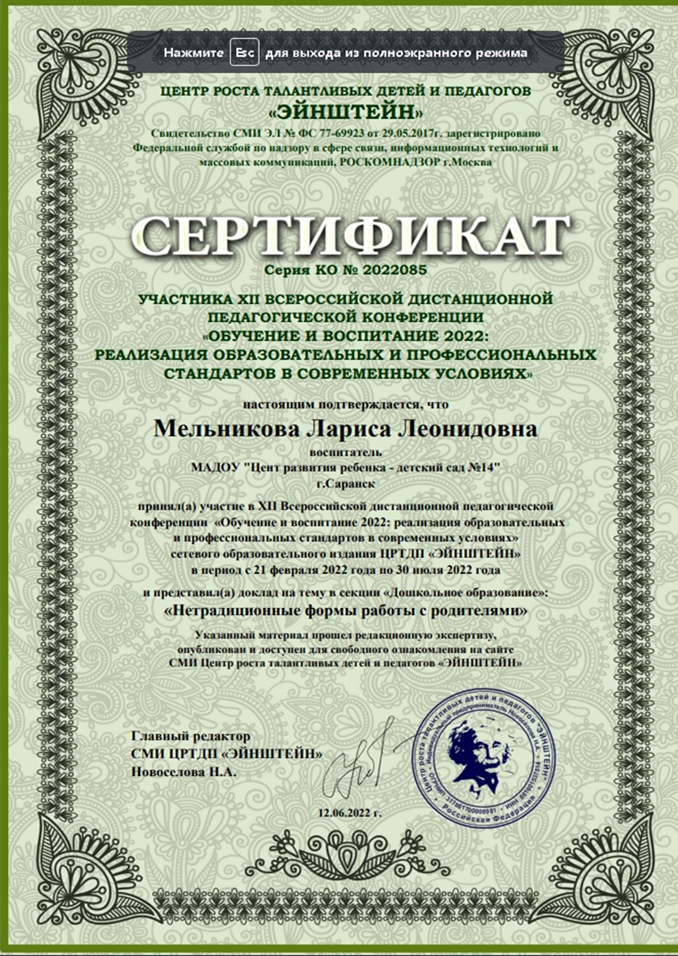 Нажмите Esc для выхода из полноэкранного режима
ЦЕНТР РОСТА ТАЛАНТЛИВЫХ ДЕТЕЙ И ПЕДАГОГОВ
«ЭЙНШТЕЙН»
Свидетельство СМИ ЭЛ № ФС 77-69923 от 29.05.2017г. зарегистрировано
Федеральной службой по надзору в сфере связи, информационных технологий и
массовых коммуникаций, РОСКОМНАДЗОР г.Москва
СЕРТИФИКАТ
Серия КО № 2022085
УЧАСТНИКА XII ВСЕРОССИЙСКОЙ ДИСТАНЦИОННОЙ
ПЕДАГОГИЧЕСКОЙ КОНФЕРЕНЦИИ
«ОБУЧЕНИЕ И ВОСПИТАНИЕ 2022:
РЕАЛИЗАЦИЯ ОБРАЗОВАТЕЛЬНЫХ И ПРОФЕССИОНАЛЬНЫХ
СТАНДАРТОВ В СОВРЕМЕННЫХ УСЛОВИЯХ»
настоящим подтверждается, что
Мельникова Лариса Леонидовна
воспитатель
МАДОУ "Цент развития ребенка - детский сад №14"
г.Саранск
принял(а) участие в XII Всероссийской дистанционной педагогической
конференции «Обучение и воспитание 2022: реализация образовательных
и профессиональных стандартов в современных условиях»
сетевого образовательного издания ЦРТДП «ЭЙНШТЕЙН»
в период с 21 февраля 2022 года по 30 июля 2022 года
и представил(а) доклад на тему в секции «Дошкольное образование»:
«Нетрадиционные формы работы с родителями»
Указанный материал прошел редакционную экспертизу,
опубликован и доступен для свободного ознакомления на сайте
СМИ Центр роста талантливых детей и педагогов «ЭЙНШТЕЙН»
Главный редактор
СМИ ЦРТДП «ЭЙНШТЕЙН»
Новоселова Н.А.
12.06.2022 г.
Центр роста талантливых детей и педагогов "ЭЙНШТЕЙН"
Индивидуальный предприниматель Новоселова Н.А.
Российская Федерация